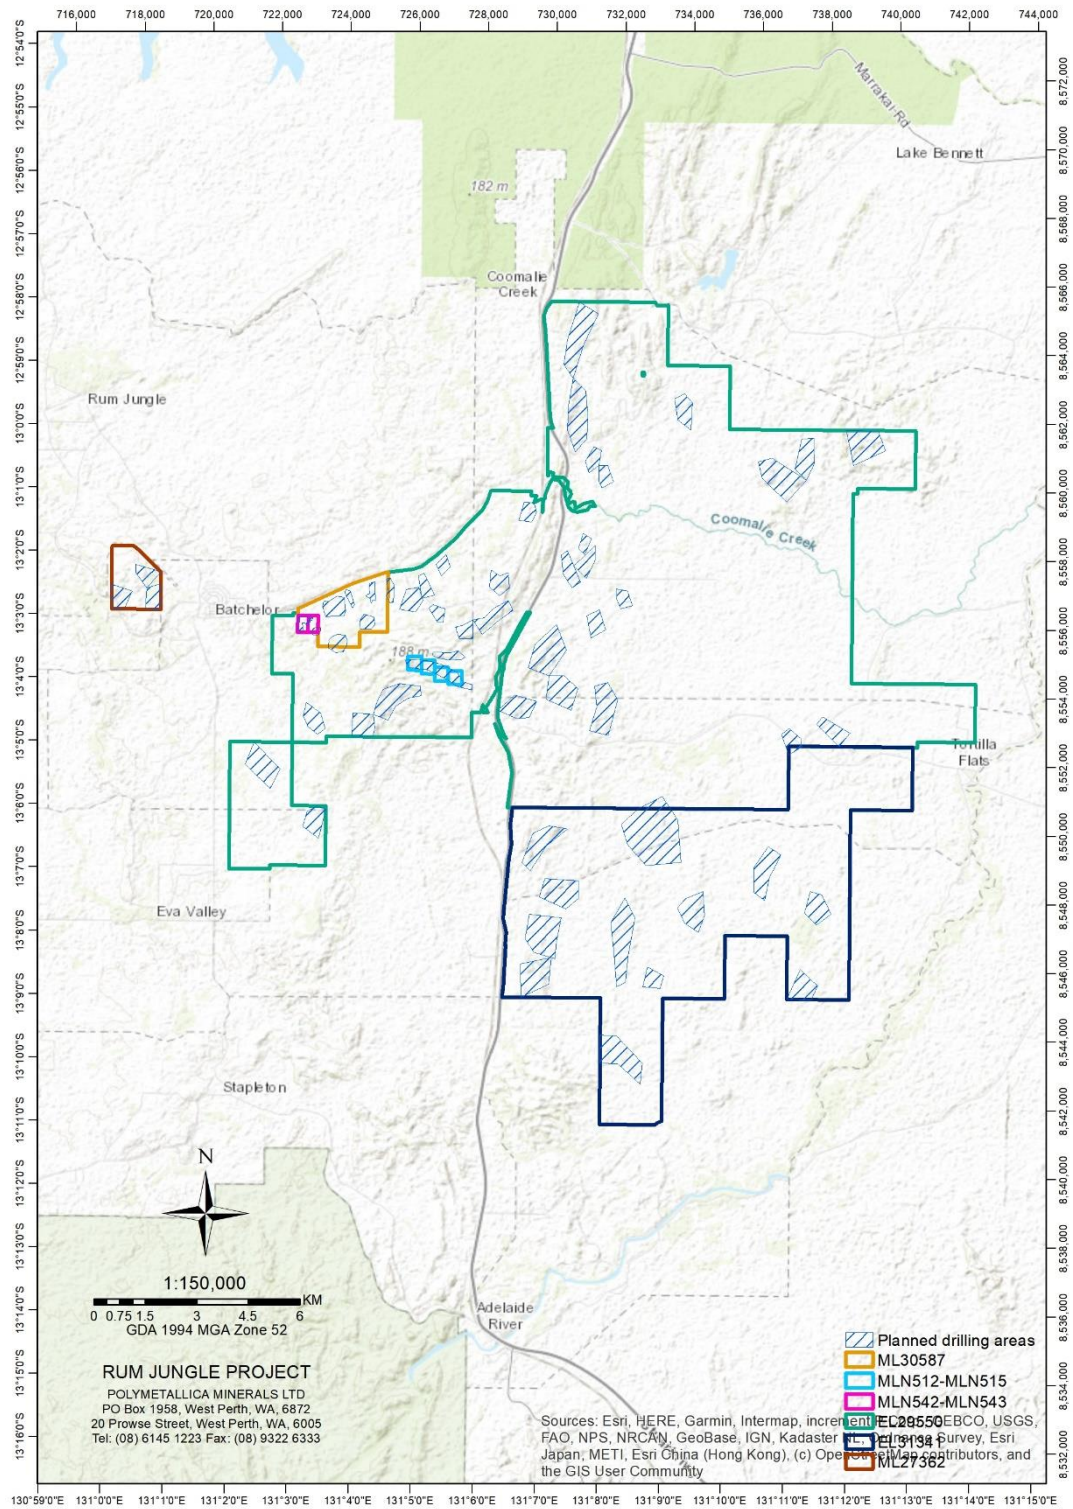 716,000 718,000 720,000 722,000 724,000 726,000 728,000 730,000 732,000 734,000 736,000 738,000 740,000 742,000 744,000
12°54'0"S
12°55'0"S
12°56'0"S
12°57'0"S
12°58'0"S
12°59'0"S
13°0'0"S
13°1'0"S
13°2'0"S
13°3'0"S
13°4'0"S
13°5'0"S
13°6'0"S
13°7'0"S
13°8'0"S
13°9'0"S
13°10'0"S
13°11'0"S
13°12'0"S
13°13'0"S
13°14'0"S
13°15'0"S
13°16'0"S
8,572,000
8,570,000
8,568,000
8,566,000
8,564,000
8,562,000
8,560,000
8,558,000
8,556,000
8,554,000
8,552,000
8,550,000
8,548,000
8,546,000
8,544,000
8,542,000
8,540,000
8,538,000
8,536,000
8,534,000
8,532,000
Marrakai Rd
Lake Bennett
182 m
Coomalie
Creek
Rum Jungle
Coomalie Creek
Batchelor
188 m
Tortilla
Flats
Eva Valley
Stapleton
N
1:150,000
KM
0 0.75 1.5 3 4.5 6
GDA 1994 MGA Zone 52
Adelaide
River
RUM JUNGLE PROJECT
POLYMETALLICA MINERALS LTD
PO Box 1958, West Perth, WA, 6872
20 Prowse Street, West Perth, WA, 6005
Tel: (08) 6145 1223 Fax: (08) 9322 6333
Planned drilling areas
ML30587
MLN512-MLN515
MLN542-MLN543
EL29550
EL31341
ML27362
Sources: Esri, HERE, Garmin, Intermap, increment GEBCO, USGS,
FAO, NPS, NRCAN, GeoBase, IGN, Kadaster NL, Ordnance Survey, Esri
Japan, METI, Esri China (Hong Kong), (c) OpenStreetMap contributors, and
the GIS User Community
130°59'0"E 131°0'0"E 131°1'0"E 131°2'0"E 131°3'0"E 131°4'0"E 131°5'0"E 131°6'0"E 131°7'0"E 131°8'0"E 131°9'0"E 131°10'0"E 131°11'0"E 131°12'0"E 131°13'0"E 131°14'0"E 131°15'0"E